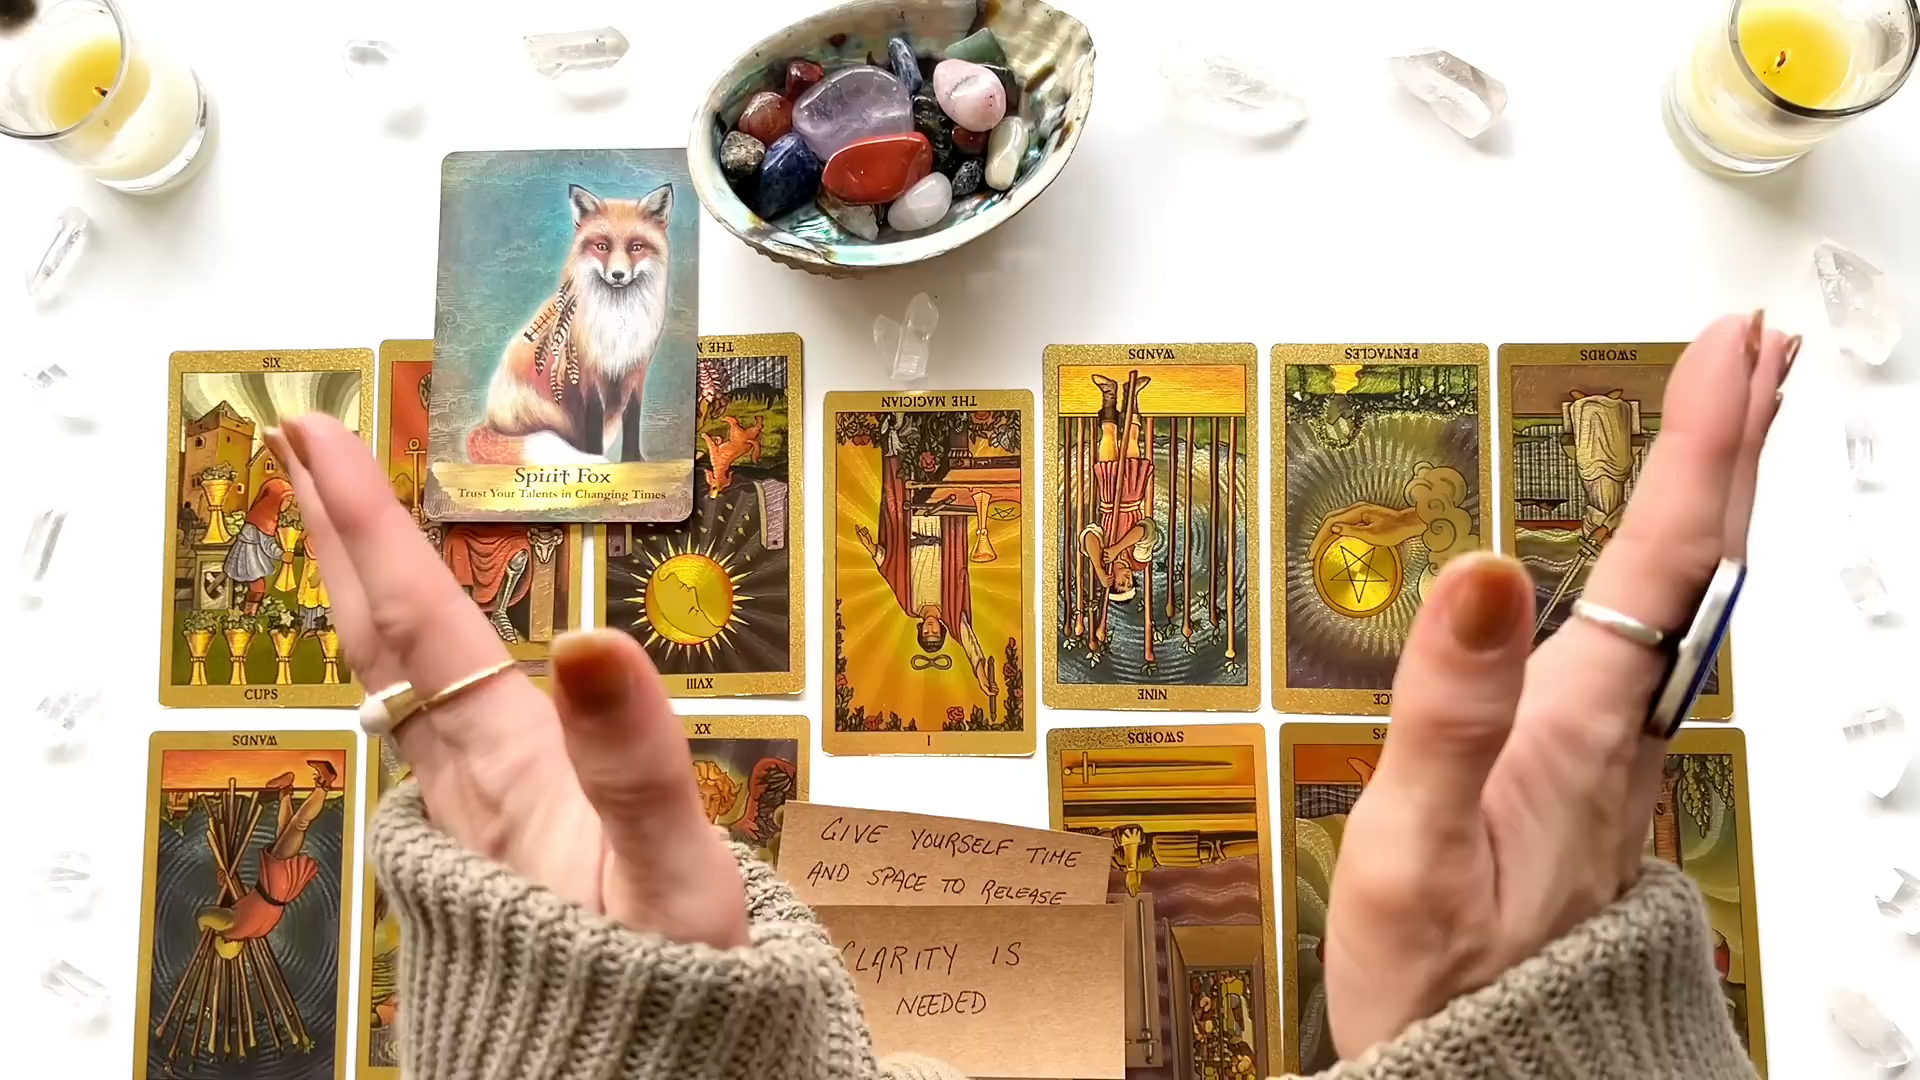 Spirit Fox
Trust Your Talents in Changing Times
XIS
CUPS
THE
XVIII
THE MAGICIAN
I
WANDS
NINE
PENTACLES
SWORDS
WANDS
XX
SWORDS
GIVE YOURSELF TIME
AND SPACE TO RELEASE
CLARITY IS
NEEDED